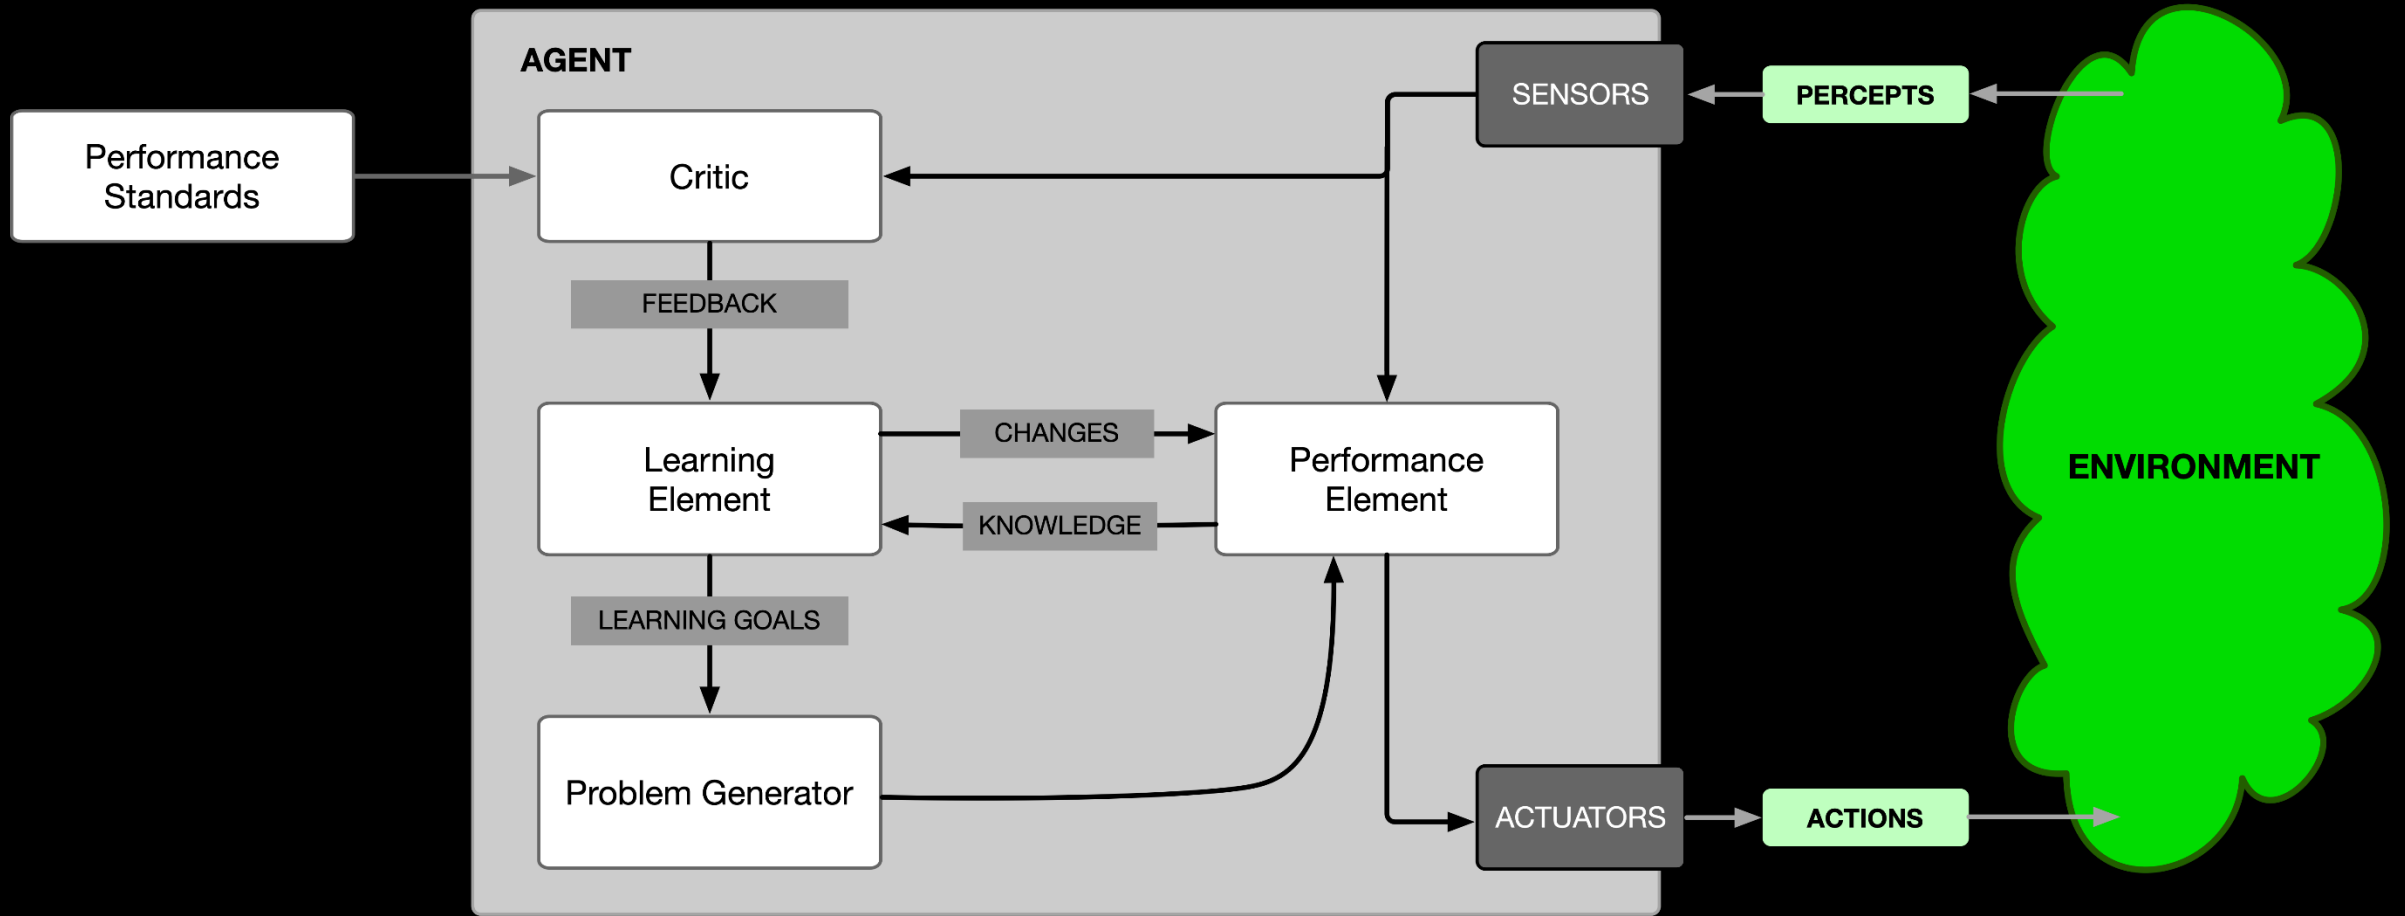 AGENT
SENSORS
PERCEPTS
Performance
Standards
Critic
FEEDBACK
Learning
Element
CHANGES
KNOWLEDGE
Performance
Element
ENVIRONMENT
LEARNING GOALS
Problem Generator
ACTUATORS
ACTIONS